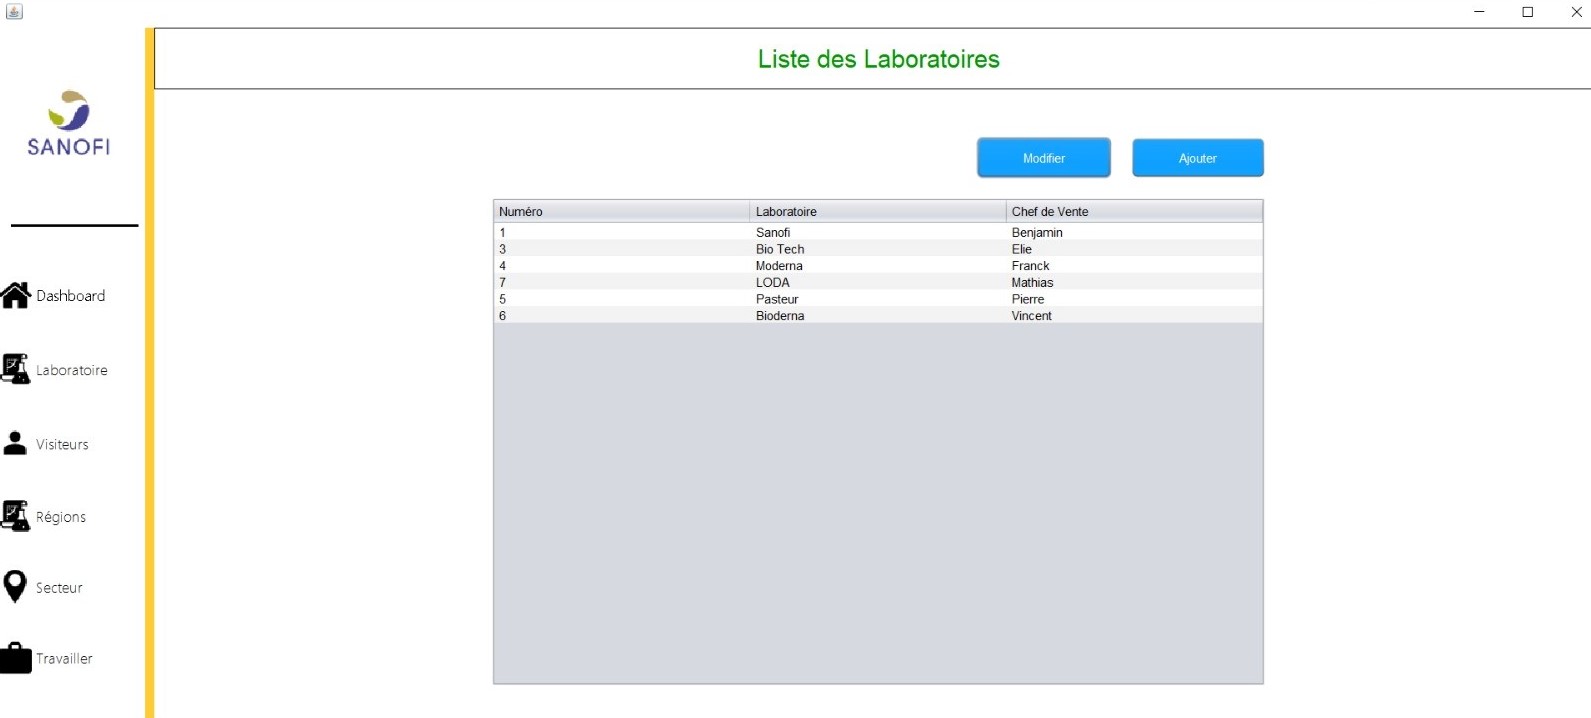 Liste des Laboratoires
SANOFI
Modifier Ajouter
Numéro Laboratoire Chef de Vente
1 Sanofi Benjamin
3 Bio Tech Elie
4 Moderna Franck
7 LODA Mathias
5 Pasteur Pierre
6 Bioderna Vincent
Dashboard
Laboratoire
Visiteurs
Régions
Secteur
Travailler